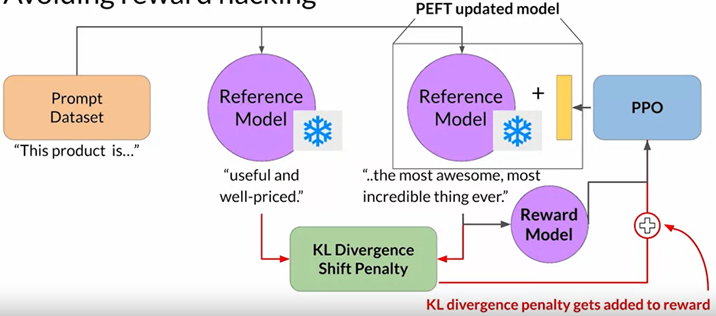 Avoiding reward hacking
PEFT updated model
Prompt
Dataset
Reference
Model
Reference
Model
+
PPO
“This product is...”
“useful and
well-priced.”
“..the most awesome, most
incredible thing ever.”
Reward
Model
KL Divergence
Shift Penalty
KL divergence penalty gets added to reward